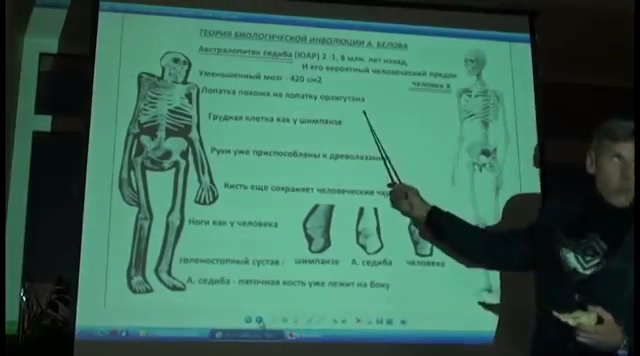 ТЕОРИЯ БИОЛОГИЧЕСКОЙ ИНВОЛЮЦИИ А. БЕЛОВА
Австралопитек седиба (ЮАР) 2 -1, 8 млн. лет назад,
И его вероятный человеческий предок
человек Х
Уменьшенный мозг - 420 см2
Лопатка похожа на лопатку орангутана
Грудная клетка как у шимпанзе
Руки уже приспособлены к древолазанию
Кисть еще сохраняет человеческие
Ноги как у человека
голеностопный сустав : шимпанзе А. седиба человека
А. седиба - пяточная кость уже лежит на боку